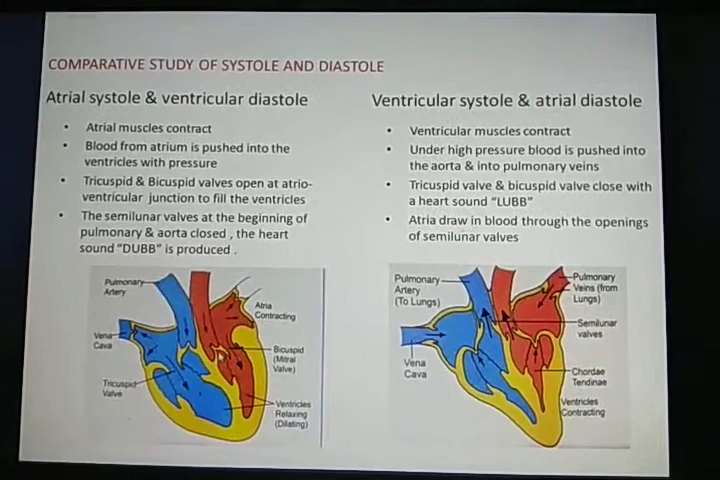 COMPARATIVE STUDY OF SYSTOLE AND DIASTOLE
Atrial systole & ventricular diastole
• Atrial muscles contract
• Blood from atrium is pushed into the
ventricles with pressure
• Tricuspid & Bicuspid valves open at atrio-
ventricular junction to fill the ventricles
• The semilunar valves at the beginning of
pulmonary & aorta closed , the heart
sound “DUBB” is produced .
Pulmonary
Artery
Atria
Contracting
Vena
Cava
Bicuspid
(Mitral
Valve)
Tricuspid
Valve
Ventricles
Relaxing
(Dilating)
Ventricular systole & atrial diastole
• Ventricular muscles contract
• Under high pressure blood is pushed into
the aorta & into pulmonary veins
• Tricuspid valve & bicuspid valve close with
a heart sound “LUBB”
• Atria draw in blood through the openings
of semilunar valves
Pulmonary
Artery
(To Lungs)
Pulmonary
Veins (from
Lungs)
Semilunar
valves
Vena
Cava
Chordae
Tendinae
Ventricles
Contracting